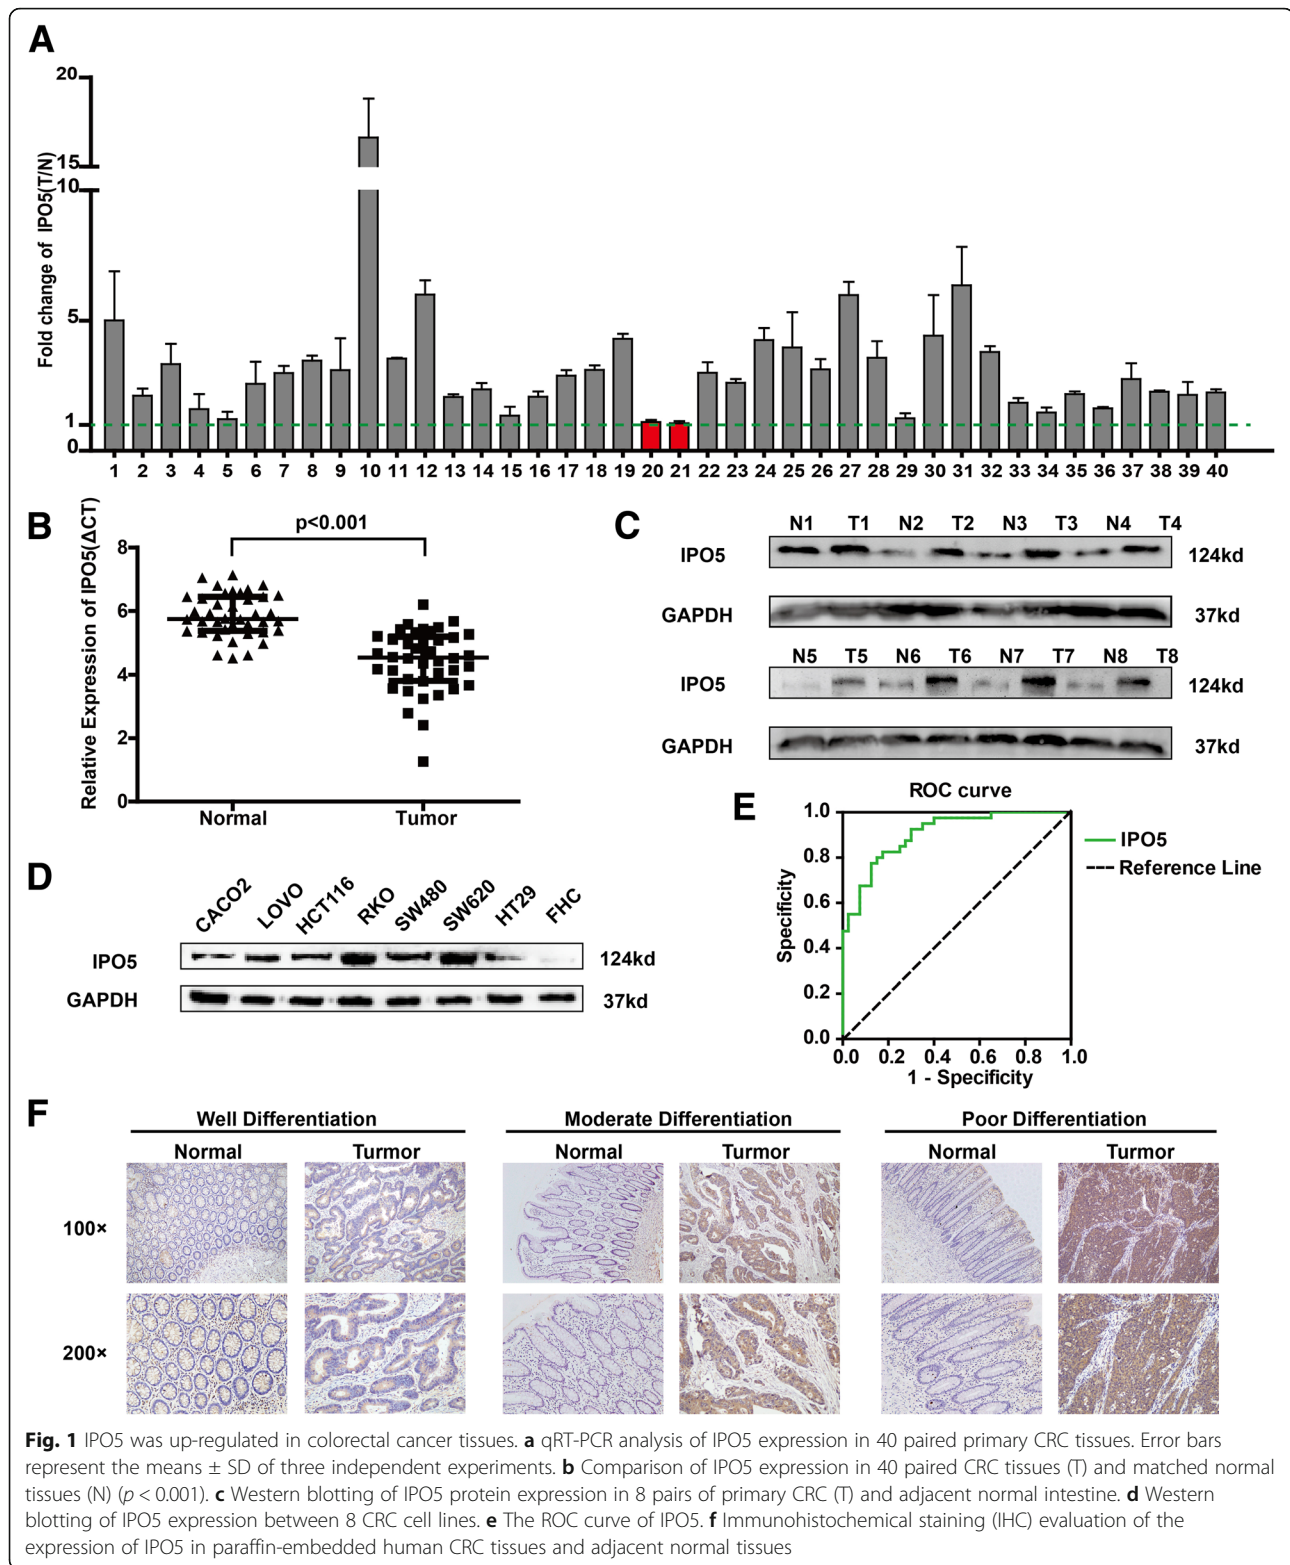 A
Fold change of IPO5(T/N)
20
15
10
5
1
0
1 2 3 4 5 6 7 8 9 10 11 12 13 14 15 16 17 18 19 20 21 22 23 24 25 26 27 28 29 30 31 32 33 34 35 36 37 38 39 40
B
Relative Expression of IPO5(ΔCT)
p<0.001
8
6
4
2
0
Normal Tumor
C
N1 T1 N2 T2 N3 T3 N4 T4
IPO5 124kd
GAPDH 37kd
N5 T5 N6 T6 N7 T7 N8 T8
IPO5 124kd
GAPDH 37kd
D
CACO2 LOVO HCT116 RKO SW480 SW620 HT29 FHC
IPO5 124kd
GAPDH 37kd
E
ROC curve
Specificity
1.0
0.8
0.6
0.4
0.2
0.0
0.0 0.2 0.4 0.6 0.8 1.0
1 - Specificity
IPO5
Reference Line
F
Well Differentiation Moderate Differentiation Poor Differentiation
Normal Turmor Normal Turmor Normal Turmor
100×
200×
Fig. 1 IPO5 was up-regulated in colorectal cancer tissues. a qRT-PCR analysis of IPO5 expression in 40 paired primary CRC tissues. Error bars
represent the means ± SD of three independent experiments. b Comparison of IPO5 expression in 40 paired CRC tissues (T) and matched normal
tissues (N) (p < 0.001). c Western blotting of IPO5 protein expression in 8 pairs of primary CRC (T) and adjacent normal intestine. d Western
blotting of IPO5 expression between 8 CRC cell lines. e The ROC curve of IPO5. f Immunohistochemical staining (IHC) evaluation of the
expression of IPO5 in paraffin-embedded human CRC tissues and adjacent normal tissues